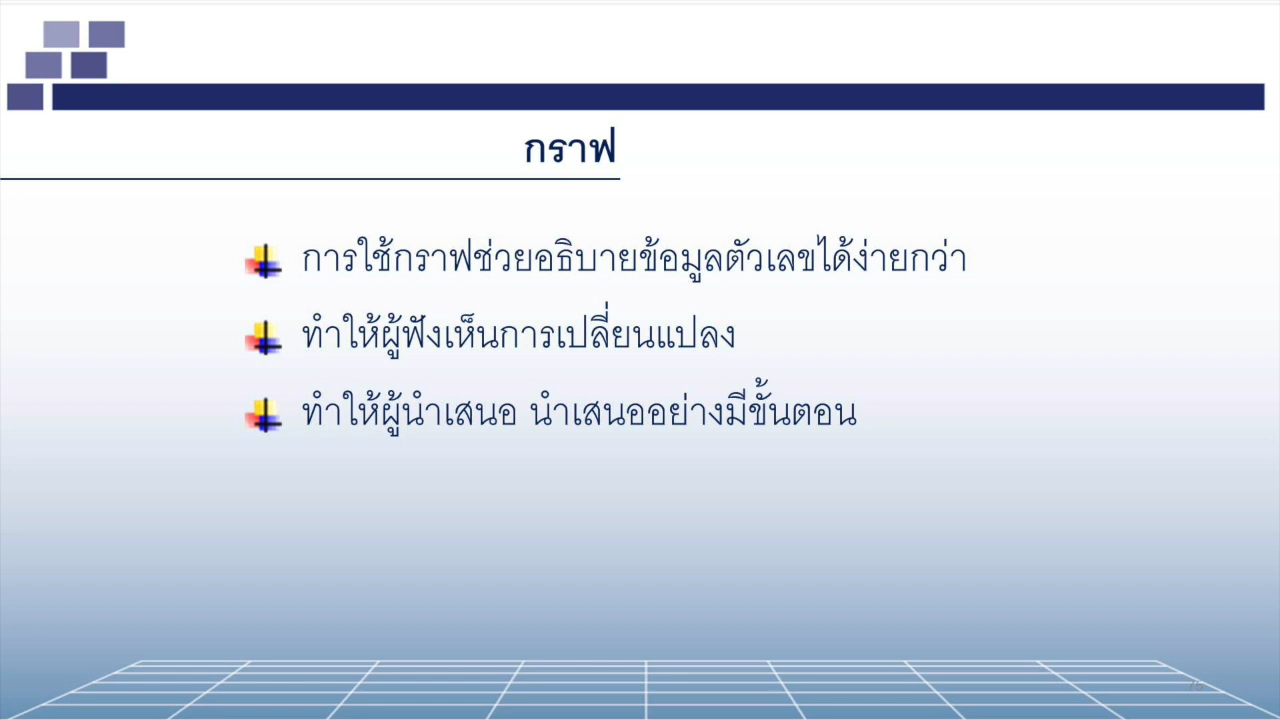 กราฟ
การใช้กราฟช่วยอธิบายข้อมูลตัวเลขได้ง่ายกว่า
ทำให้ผู้ฟังเห็นการเปลี่ยนแปลง
ทำให้ผู้นำเสนอ นำเสนออย่างมีขั้นตอน